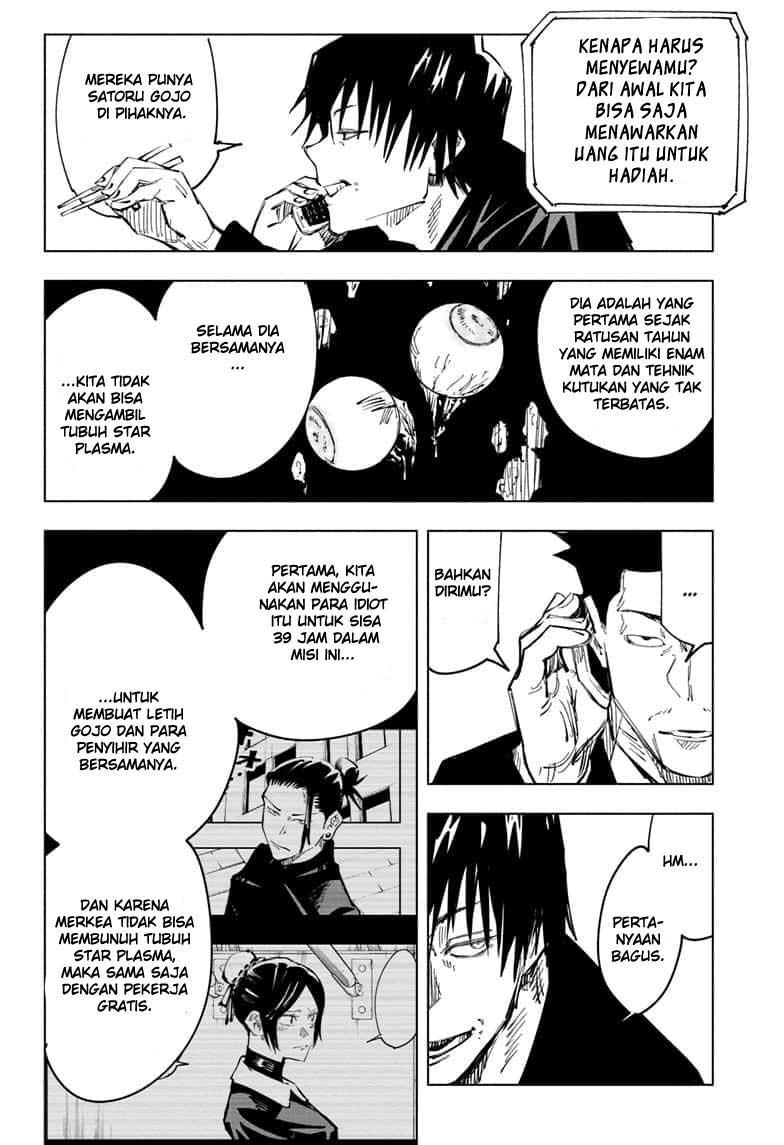 KENAPA HARUS
MENYEWAMU?
DARI AWAL KITA
BISA SAJA
MENAWARKAN
UANG ITU UNTUK
HADIAH.
MEREKA PUNYA
SATORU GOJO
DI PIHAKNYA.
DIA ADALAH YANG
PERTAMA SEJAK
RATUSAN TAHUN
YANG MEMILIKI ENAM
MATA DAN TEHNIK
KUTUKAN YANG TAK
TERBATAS.
SELAMA DIA
BERSAMANYA
...
...KITA TIDAK
AKAN BISA
MENGAMBIL
TUBUH STAR
PLASMA.
...
BAHKAN
DIRIMU?
HM...
PERTA-
NYAAN
BAGUS.
PERTAMA, KITA
AKAN MENGGU-
NAKAN PARA IDIOT
ITU UNTUK SISA
39 JAM DALAM
MISI INI...
...UNTUK
MEMBUAT LETIH
GOJO DAN PARA
PENYIHIR YANG
BERSAMANYA.
DAN KARENA
MERKEA TIDAK BISA
MEMBUNUH TUBUH
STAR PLASMA,
MAKA SAMA SAJA
DENGAN PEKERJA
GRATIS.